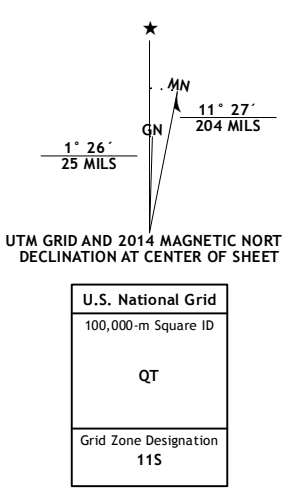 ★
MN
GN
11° 27´
204 MILS
1° 26´
25 MILS
UTM GRID AND 2014 MAGNETIC NORT
DECLINATION AT CENTER OF SHEET
U.S. National Grid
100,000-m Square ID
QT
Grid Zone Designation
11S